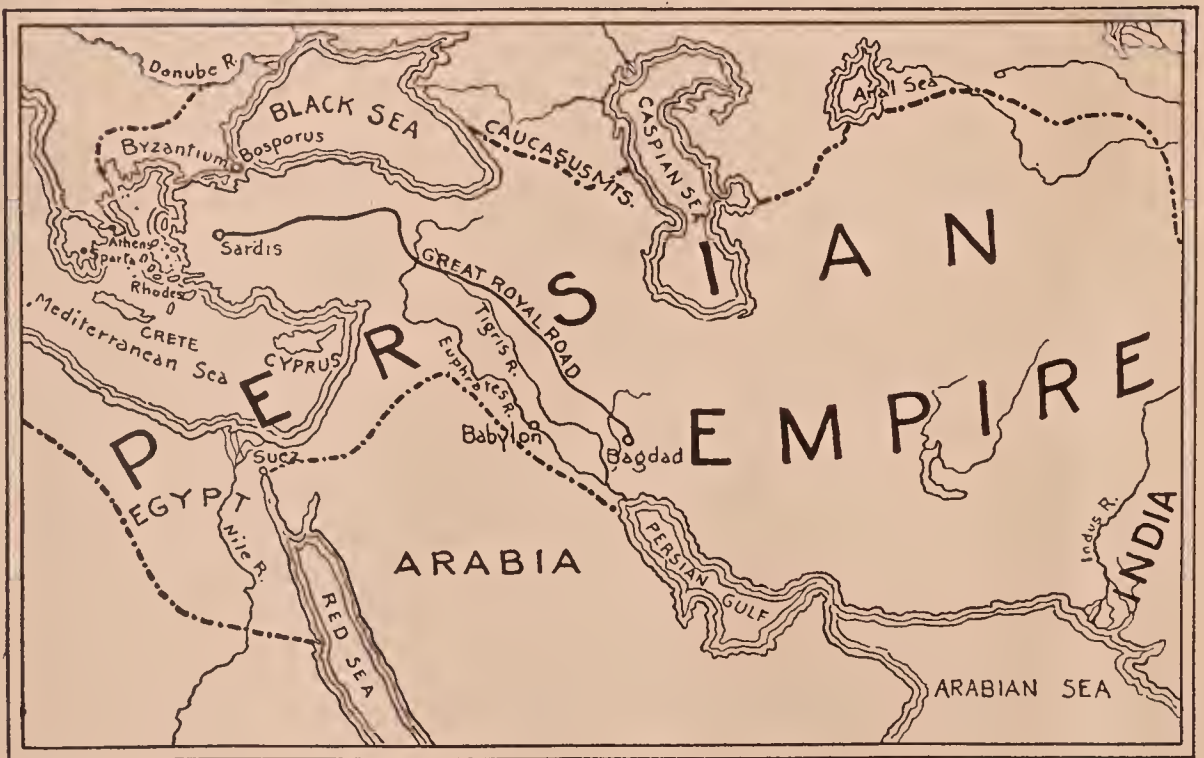 Danube R.
BLACK SEA
Aral Sea
CASPIAN SEA
CAUCASUS MTS.
Byzantium
Bosporus
Sardis
Athens
Sparta
Rhodes
CRETE
CYPRUS
Mediterranean Sea
GREAT ROYAL ROAD
Tigris R.
Euphrates R.
Babylon
Bagdad
PERSIAN
EMPIRE
Suez
EGYPT
Nile R.
ARABIA
RED SEA
PERSIAN GULF
Indus R.
INDIA
ARABIAN SEA